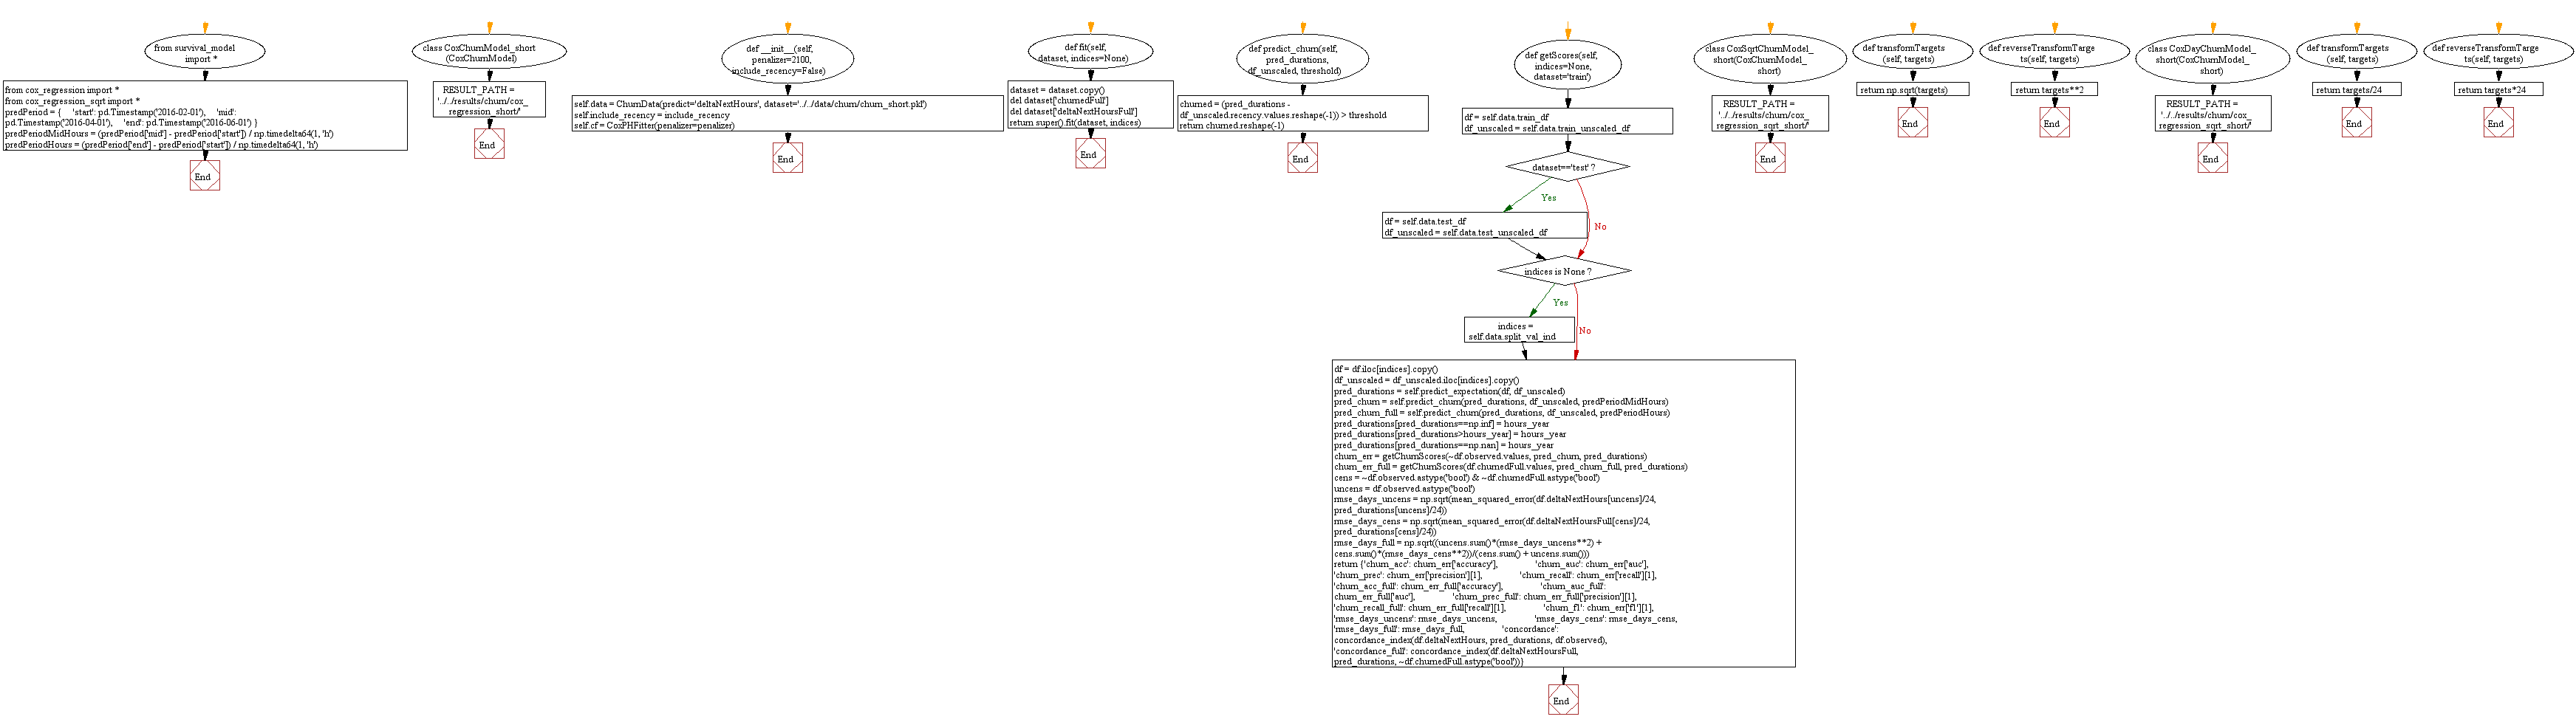 from survival_model
import *
from cox_regression import *
from cox_regression_sqrt import *
predPeriod = {     'start': pd.Timestamp('2016-02-01'),     'mid':
pd.Timestamp('2016-04-01'),     'end': pd.Timestamp('2016-06-01') }
predPeriodMidHours = (predPeriod['mid'] - predPeriod['start']) / np.timedelta64(1, 'h')
predPeriodHours = (predPeriod['end'] - predPeriod['start']) / np.timedelta64(1, 'h')
End
class CoxChurnModel_short
(CoxChurnModel)
RESULT_PATH =
'../../results/churn/cox_
regression_short/'
End
def __init__(self,
penalizer=2100,
include_recency=False)
self.data = ChurnData(predict='deltaNextHours', dataset='../../data/churn/churn_short.pkl')
self.include_recency = include_recency
self.cf = CoxPHFitter(penalizer=penalizer)
End
def fit(self,
dataset, indices=None)
dataset = dataset.copy()
del dataset['churnedFull']
del dataset['deltaNextHoursFull']
return super().fit(dataset, indices)
End
def predict_churn(self,
pred_durations,
df_unscaled, threshold)
churned = (pred_durations -
df_unscaled.recency.values.reshape(-1)) > threshold
return churned.reshape(-1)
End
def getScores(self,
indices=None,
dataset='train')
df = self.data.train_df
df_unscaled = self.data.train_unscaled_df
dataset=='test' ?
Yes
No
df = self.data.test_df
df_unscaled = self.data.test_unscaled_df
indices is None ?
Yes
No
indices =
self.data.split_val_ind
df = df.iloc[indices].copy()
df_unscaled = df_unscaled.iloc[indices].copy()
pred_durations = self.predict_expectation(df, df_unscaled)
pred_churn = self.predict_churn(pred_durations, df_unscaled, predPeriodMidHours)
pred_churn_full = self.predict_churn(pred_durations, df_unscaled, predPeriodHours)
pred_durations[pred_durations==np.inf] = hours_year
pred_durations[pred_durations>hours_year] = hours_year
pred_durations[pred_durations==np.nan] = hours_year
churn_err = getChurnScores(~df.observed.values, pred_churn, pred_durations)
churn_err_full = getChurnScores(df.churnedFull.values, pred_churn_full, pred_durations)
cens = ~df.observed.astype('bool') & ~df.churnedFull.astype('bool')
uncens = df.observed.astype('bool')
rmse_days_uncens = np.sqrt(mean_squared_error(df.deltaNextHours[uncens]/24,
pred_durations[uncens]/24))
rmse_days_cens = np.sqrt(mean_squared_error(df.deltaNextHoursFull[cens]/24,
pred_durations[cens]/24))
rmse_days_full = np.sqrt((uncens.sum()*(rmse_days_uncens**2) +
cens.sum()*(rmse_days_cens**2))/(cens.sum() + uncens.sum()))
return {'churn_acc': churn_err['accuracy'],                'churn_auc': churn_err['auc'],
'churn_prec': churn_err['precision'][1],                'churn_recall': churn_err['recall'][1],
'churn_acc_full': churn_err_full['accuracy'],                'churn_auc_full':
churn_err_full['auc'],                'churn_prec_full': churn_err_full['precision'][1],
'churn_recall_full': churn_err_full['recall'][1],                'churn_f1': churn_err['f1'][1],
'rmse_days_uncens': rmse_days_uncens,                'rmse_days_cens': rmse_days_cens,
'rmse_days_full': rmse_days_full,                'concordance':
concordance_index(df.deltaNextHours, pred_durations, df.observed),
'concordance_full': concordance_index(df.deltaNextHoursFull,
pred_durations, ~df.churnedFull.astype('bool'))}
End
class CoxSqrtChurnModel_
short(CoxChurnModel_
short)
RESULT_PATH =
'../../results/churn/cox_
regression_sqrt_short/'
End
def transformTargets
(self, targets)
return np.sqrt(targets)
End
def reverseTransformTarge
ts(self, targets)
return targets**2
End
class CoxDayChurnModel_
short(CoxChurnModel_
short)
RESULT_PATH =
'../../results/churn/cox_
regression_sqrt_short/'
End
def transformTargets
(self, targets)
return targets/24
End
def reverseTransformTarge
ts(self, targets)
return targets*24
End